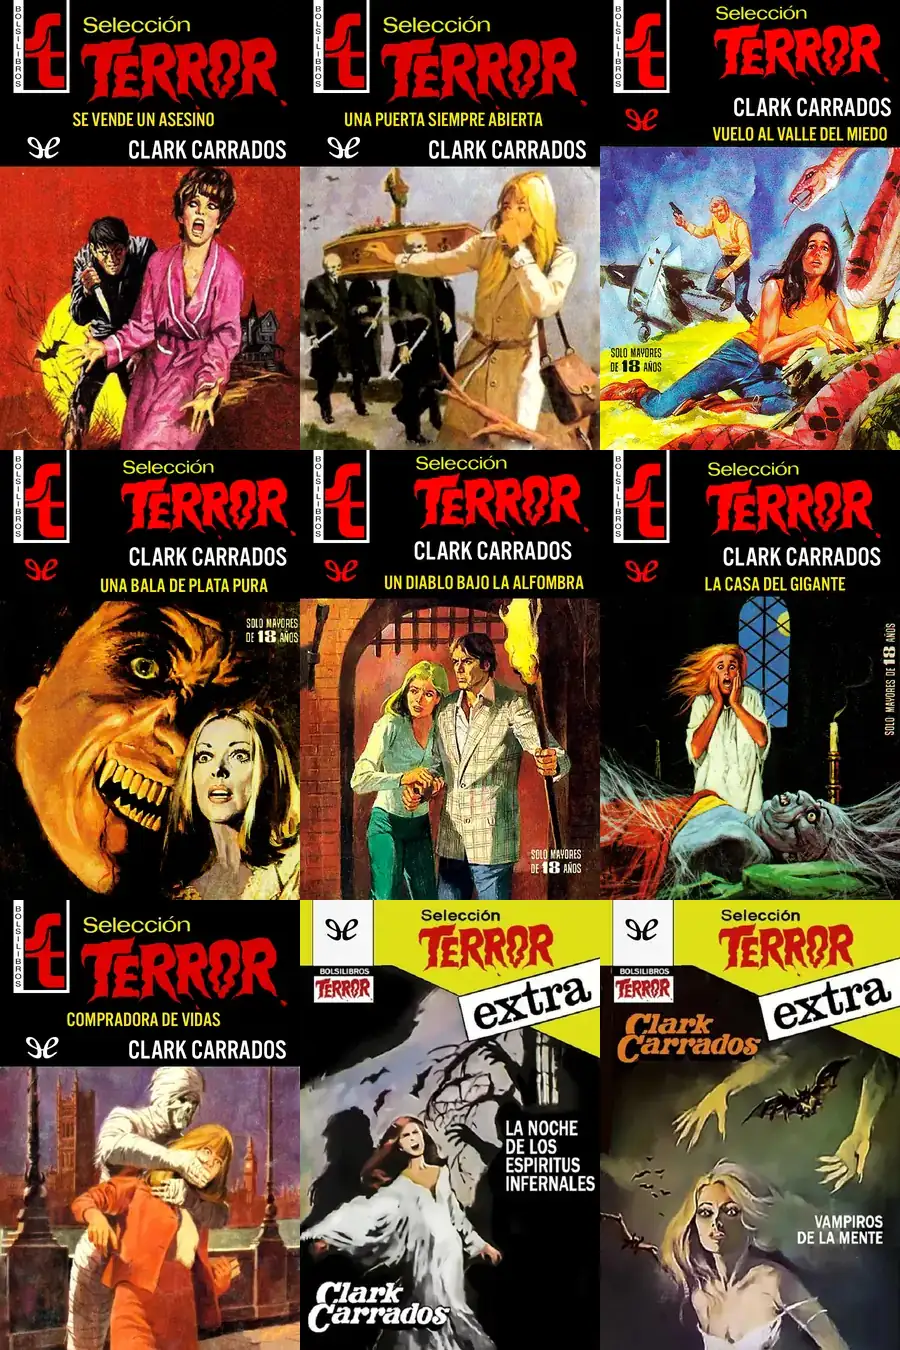 BOLSILIBROS
Selección
TERROR
SE VENDE UN ASESINO
CLARK CARRADOS
BOLSILIBROS
Selección
TERROR
UNA PUERTA SIEMPRE ABIERTA
CLARK CARRADOS
BOLSILIBROS
Selección
TERROR
CLARK CARRADOS
VUELO AL VALLE DEL MIEDO
SOLO MAYORES
DE 18 AÑOS
BOLSILIBROS
Selección
TERROR
CLARK CARRADOS
UNA BALA DE PLATA PURA
SOLO MAYORES
DE 18 AÑOS
BOLSILIBROS
Selección
TERROR
CLARK CARRADOS
UN DIABLO BAJO LA ALFOMBRA
SOLO MAYORES
DE 18 AÑOS
BOLSILIBROS
Selección
TERROR
CLARK CARRADOS
LA CASA DEL GIGANTE
SOLO MAYORES DE 18 AÑOS
BOLSILIBROS
Selección
TERROR
COMPRADORA DE VIDAS
CLARK CARRADOS
Selección
TERROR
BOLSILIBROS
TERROR
extra
LA NOCHE
DE LOS
ESPIRITUS
INFERNALES
Clark
Carrados
Selección
TERROR
BOLSILIBROS
TERROR
extra
Clark
Carrados
VAMPIROS
DE LA MENTE
Clark
Carrados